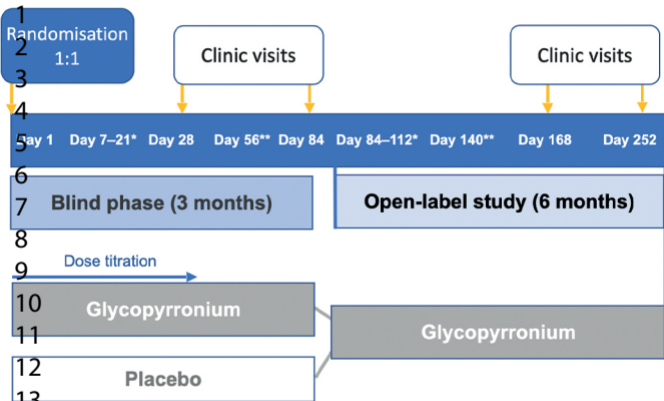 1
Randomisation
2
1:1
3
Clinic visits
Clinic visits
4
5
Day 1 Day 7–21* Day 28 Day 56** Day 84 Day 84–112* Day 140** Day 168 Day 252
6
7
Blind phase (3 months)
Open-label study (6 months)
8
9
Dose titration
10
Glycopyrronium
11
Glycopyrronium
12
Placebo
13